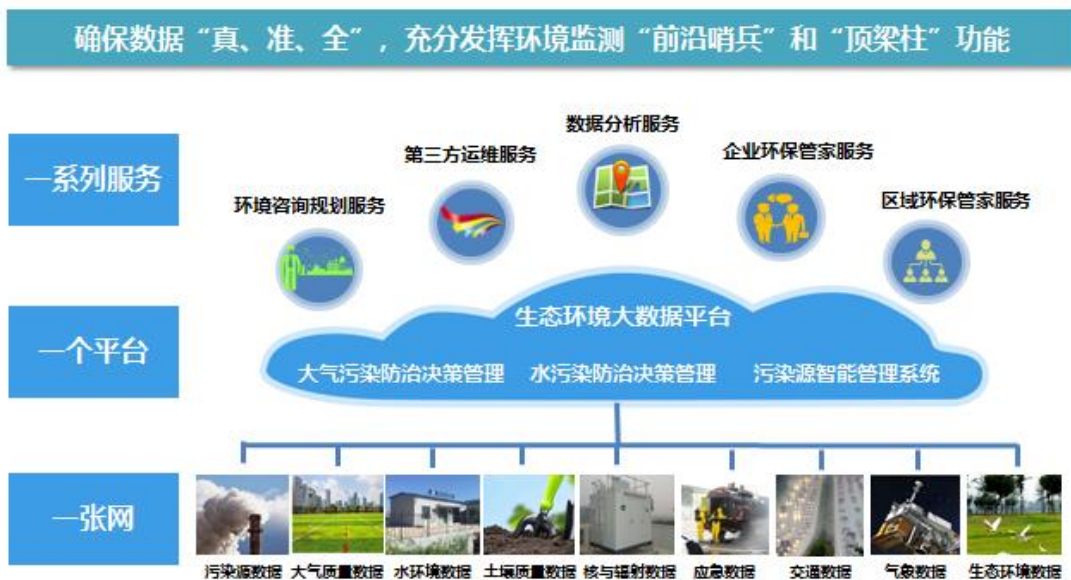 确保数据“真、准、全”，充分发挥环境监测“前沿哨兵”和“顶梁柱”功能
一系列服务
环境咨询规划服务
第三方运维服务
数据分析服务
企业环保管家服务
区域环保管家服务
一个平台
生态环境大数据平台
大气污染防治决策管理 水污染防治决策管理 污染源智能管理系统
一张网
污染源数据 大气质量数据 水环境数据 土壤质量数据 核与辐射数据 应急数据 交通数据 气象数据 生态环境数据